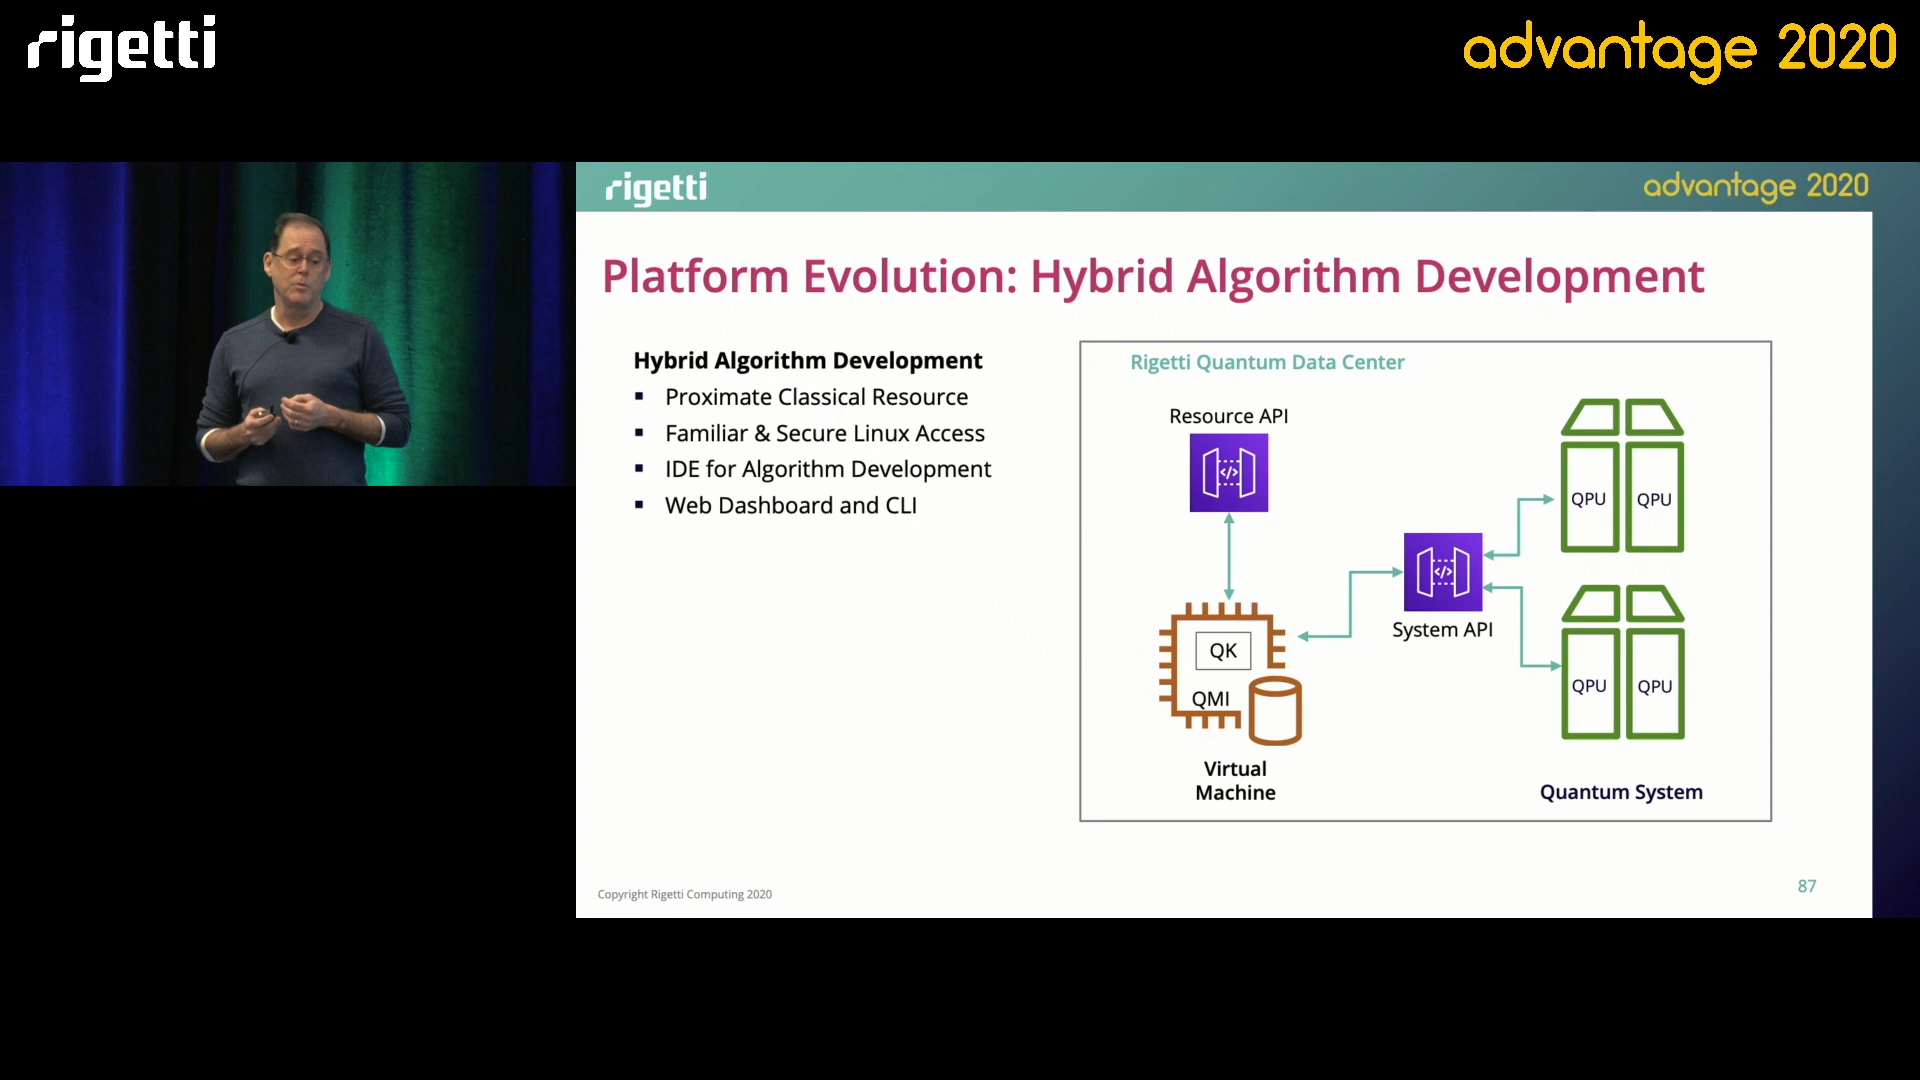 rigetti
advantage 2020
rigetti
advantage 2020
Platform Evolution: Hybrid Algorithm Development
Hybrid Algorithm Development
▪ Proximate Classical Resource
▪ Familiar & Secure Linux Access
▪ IDE for Algorithm Development
▪ Web Dashboard and CLI
Rigetti Quantum Data Center
Resource API
</>
QK
QMI
Virtual
Machine
</>
System API
QPU QPU
QPU QPU
Quantum System
Copyright Rigetti Computing 2020
87